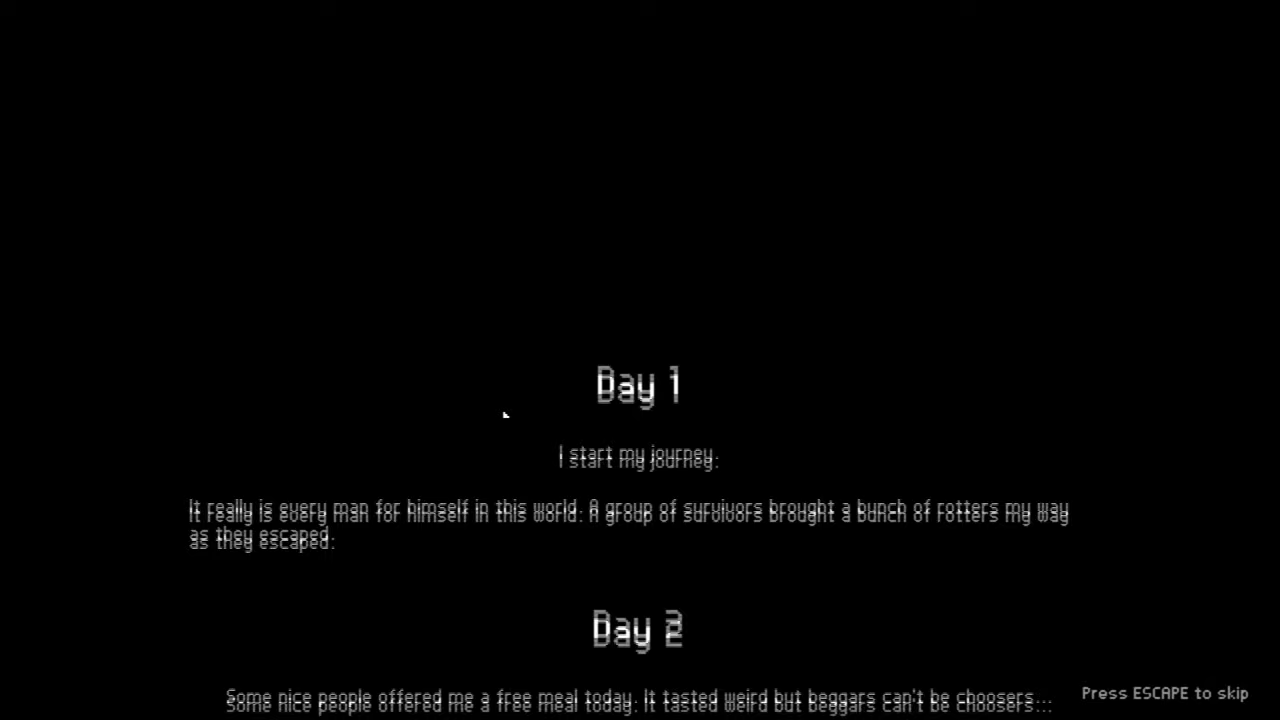 Day 1
I start my journey.
It really is every man for himself in this world. A group of survivors brought a bunch of rotters my way
as they escaped.
Day 2
Some nice people offered me a free meal today. It tasted weird but beggars can't be choosers...
Press ESCAPE to skip